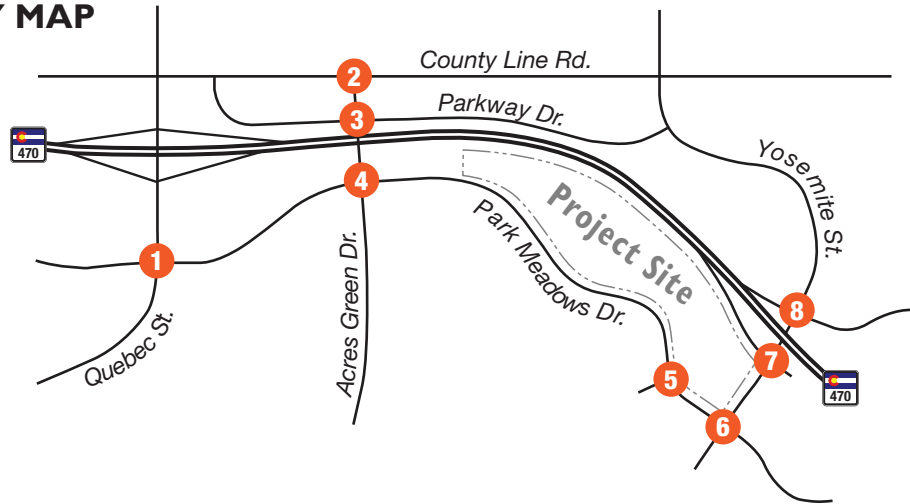 Y MAP
County Line Rd.
2
3
Parkway Dr.
470
4
Yosemite St.
Project Site
Park Meadows Dr.
Acres Green Dr.
1
Quebec St.
8
7
5
470
6